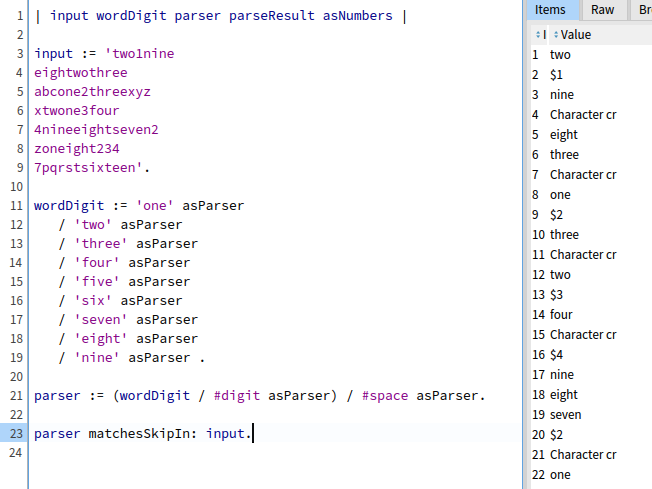 1 | input wordDigit parser parseResult asNumbers |
2
3 input := 'two1nine
4 eightwothree
5 abcone2threexyz
6 xtwone3four
7 4nineeightseven2
8 zoneight234
9 7pqrstsixteen'.
10
11 wordDigit := 'one' asParser
12 / 'two' asParser
13 / 'three' asParser
14 / 'four' asParser
15 / 'five' asParser
16 / 'six' asParser
17 / 'seven' asParser
18 / 'eight' asParser
19 / 'nine' asParser .
20
21 parser := (wordDigit / #digit asParser) / #space asParser.
22
23 parser matchesSkipIn: input.
24
Items Raw Br
I Value
1 two
2 $1
3 nine
4 Character cr
5 eight
6 three
7 Character cr
8 one
9 $2
10 three
11 Character cr
12 two
13 $3
14 four
15 Character cr
16 $4
17 nine
18 eight
19 seven
20 $2
21 Character cr
22 one